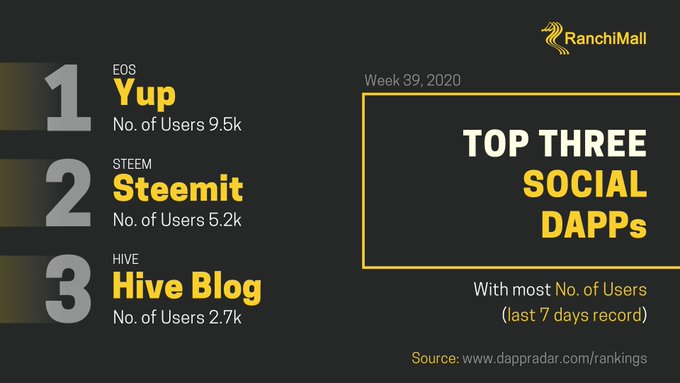 RanchiMall
Week 39, 2020
TOP THREE
SOCIAL
DAPPs
With most No. of Users
(last 7 days record)
1
EOS
Yup
No. of Users 9.5k
2
STEEM
Steemit
No. of Users 5.2k
3
HIVE
Hive Blog
No. of Users 2.7k
Source: www.dappradar.com/rankings